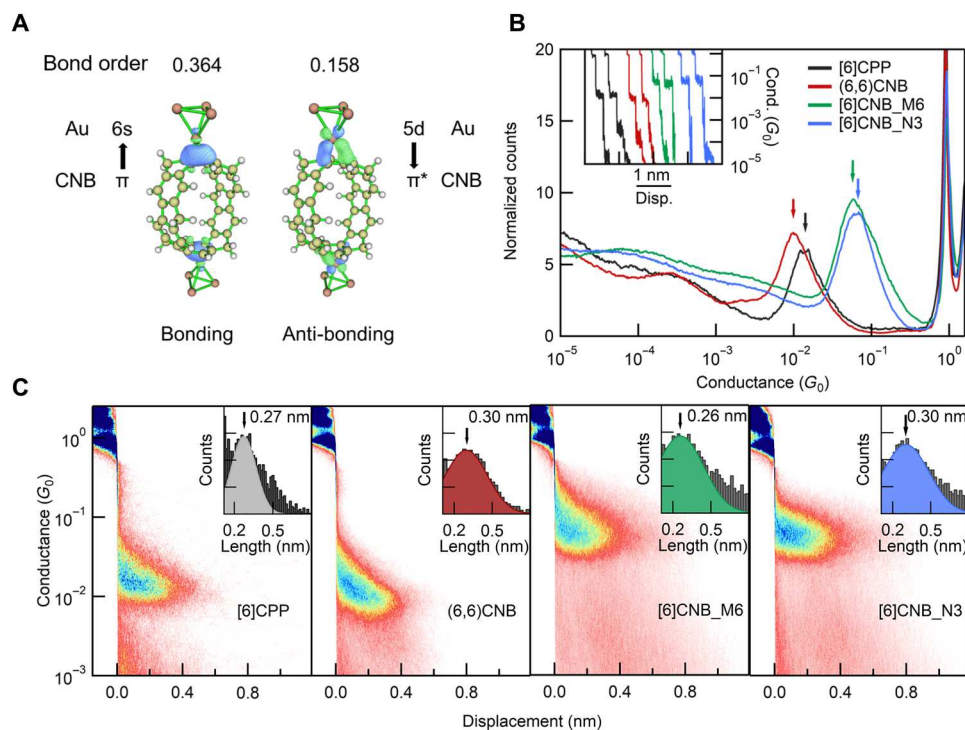 A
Bond order 0.364 0.158
Au 6s 5d Au
CNB π π* CNB
Bonding Anti-bonding
B
Normalized counts
20
15
10
5
0
10⁻⁵ 10⁻⁴ 10⁻³ 10⁻² 10⁻¹ 10⁰
Conductance (G₀)
[6]CPP
(6,6)CNB
[6]CNB_M6
[6]CNB_N3
10⁻¹
10⁻³
10⁻⁵
Cond. (G₀)
1 nm
Disp.
C
Conductance (G₀)
10⁰
10⁻¹
10⁻²
10⁻³
0.27 nm
Counts
0.2 0.5
Length (nm)
[6]CPP
0.0 0.4 0.8
0.30 nm
Counts
0.2 0.5
Length (nm)
(6,6)CNB
0.0 0.4 0.8
0.26 nm
Counts
0.2 0.5
Length (nm)
[6]CNB_M6
0.0 0.4 0.8
0.30 nm
Counts
0.2 0.5
Length (nm)
[6]CNB_N3
0.0 0.4 0.8
Displacement (nm)